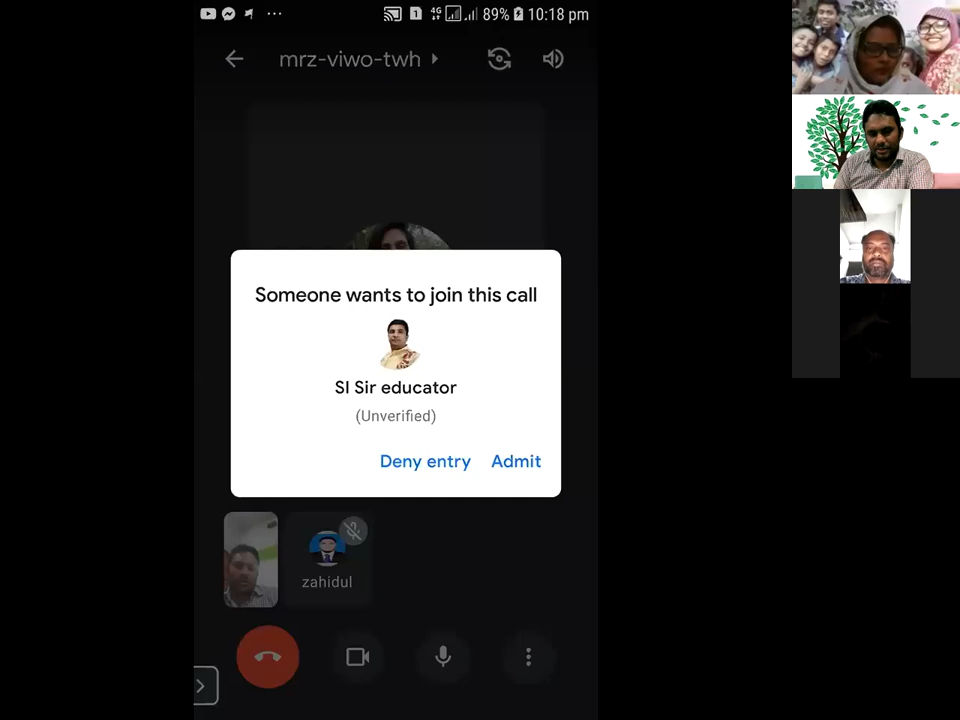 4G 89% 10:18 pm
mrz-viwo-twh
Someone wants to join this call
SI Sir educator
(Unverified)
Deny entry Admit
zahidul